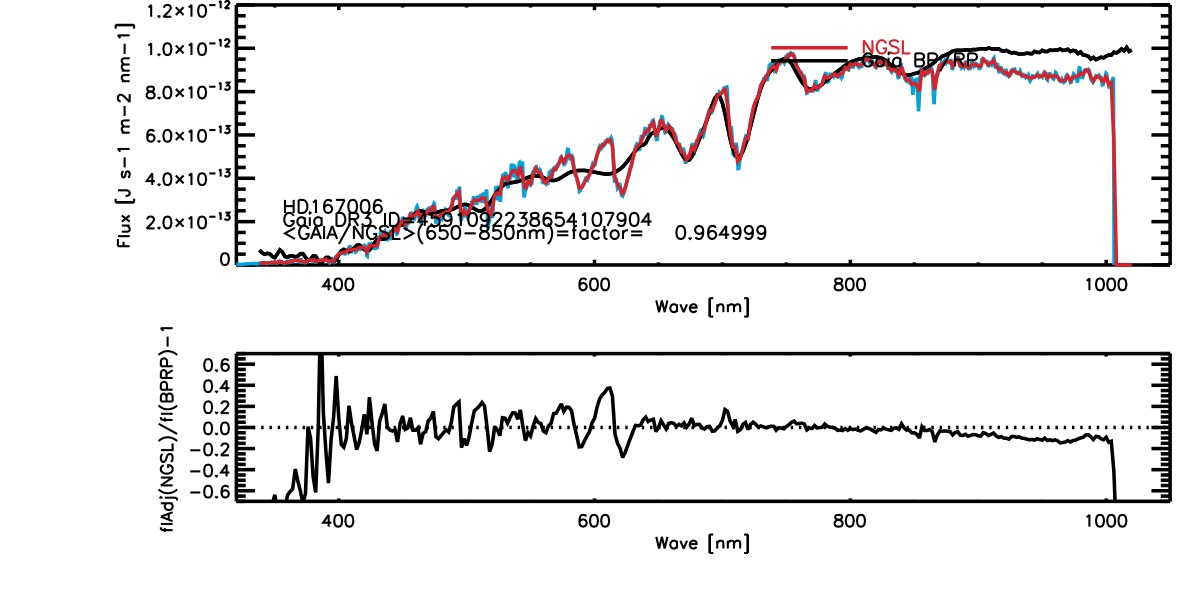 1.2×10⁻¹²
1.0×10⁻¹²
8.0×10⁻¹³
6.0×10⁻¹³
4.0×10⁻¹³
2.0×10⁻¹³
0
Flux [J s−1 m−2 nm−1]
NGSL
Gaia BP−RP
HD167006
Gaia DR3 ID=4591092238654107904
<GAIA/NGSL>(650−850nm)=factor= 0.964999
400 600 800 1000
Wave [nm]
0.6
0.4
0.2
0.0
−0.2
−0.4
−0.6
flAdj(NGSL)/fl(BPRP)−1
400 600 800 1000
Wave [nm]